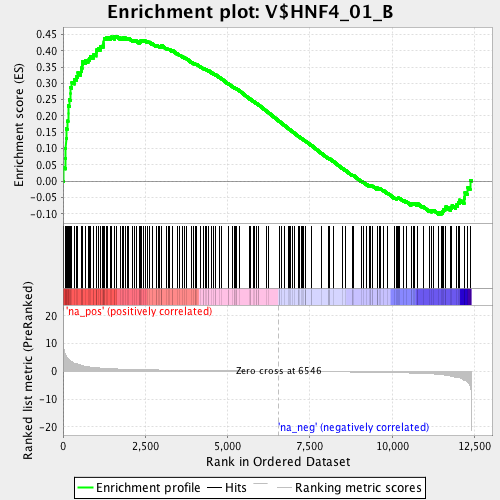 Enrichment plot: V$HNF4_01_B
Enrichment score (ES)
0.45
0.40
0.35
0.30
0.25
0.20
0.15
0.10
0.05
0.00
-0.05
-0.10
'na_pos' (positively correlated)
Ranked list metric (PreRanked)
20
10
0
-10
-20
Zero cross at 6546
'na_neg' (negatively correlated)
0
2,500
5,000
7,500
10,000
12,500
Rank in Ordered Dataset
Enrichment profile
Hits
Ranking metric scores